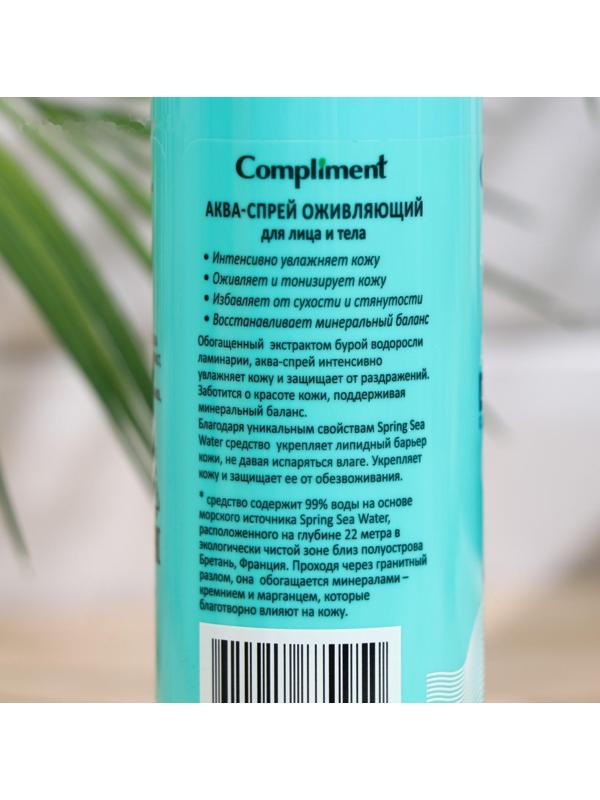 Compliment
АКВА-СПРЕЙ ОЖИВЛЯЮЩИЙ
для лица и тела
• Интенсивно увлажняет кожу
• Оживляет и тонизирует кожу
• Избавляет от сухости и стянутости
• Восстанавливает минеральный баланс
Обогащенный экстрактом бурой водоросли
ламинарии, аква-спрей интенсивно
увлажняет кожу и защищает от раздражений.
Заботится о красоте кожи, поддерживая
минеральный баланс.
Благодаря уникальным свойствам Spring Sea
Water средство укрепляет липидный барьер
кожи, не давая испаряться влаге. Укрепляет
кожу и защищает ее от обезвоживания.
* средство содержит 99% воды на основе
морского источника Spring Sea Water,
расположенного на глубине 22 метра в
экологически чистой зоне близ полуострова
Бретань, Франция. Проходя через гранитный
разлом, она обогащается минералами –
кремнием и марганцем, которые
благотворно влияют на кожу.